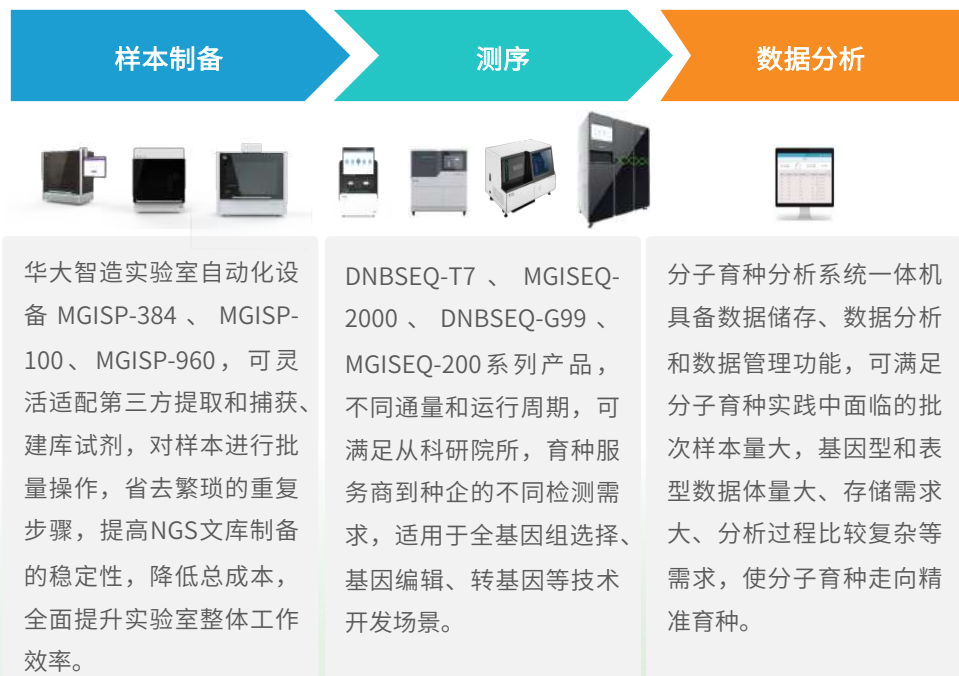 样本制备
测序
数据分析
华大智造实验室自动化设
备 MGISP-384 、 MGISP-
100、MGISP-960，可灵
活适配第三方提取和捕获、
建库试剂，对样本进行批
量操作，省去繁琐的重复
步骤，提高NGS文库制备
的稳定性，降低总成本，
全面提升实验室整体工作
效率。
DNBSEQ-T7 、 MGISEQ-
2000 、 DNBSEQ-G99 、
MGISEQ-200系列产品，
不同通量和运行周期，可
满足从科研院所，育种服
务商到种企的不同检测需
求，适用于全基因组选择、
基因编辑、转基因等技术
开发场景。
分子育种分析系统一体机
具备数据储存、数据分析
和数据管理功能，可满足
分子育种实践中面临的批
次样本量大，基因型和表
型数据体量大、存储需求
大、分析过程比较复杂等
需求，使分子育种走向精
准育种。